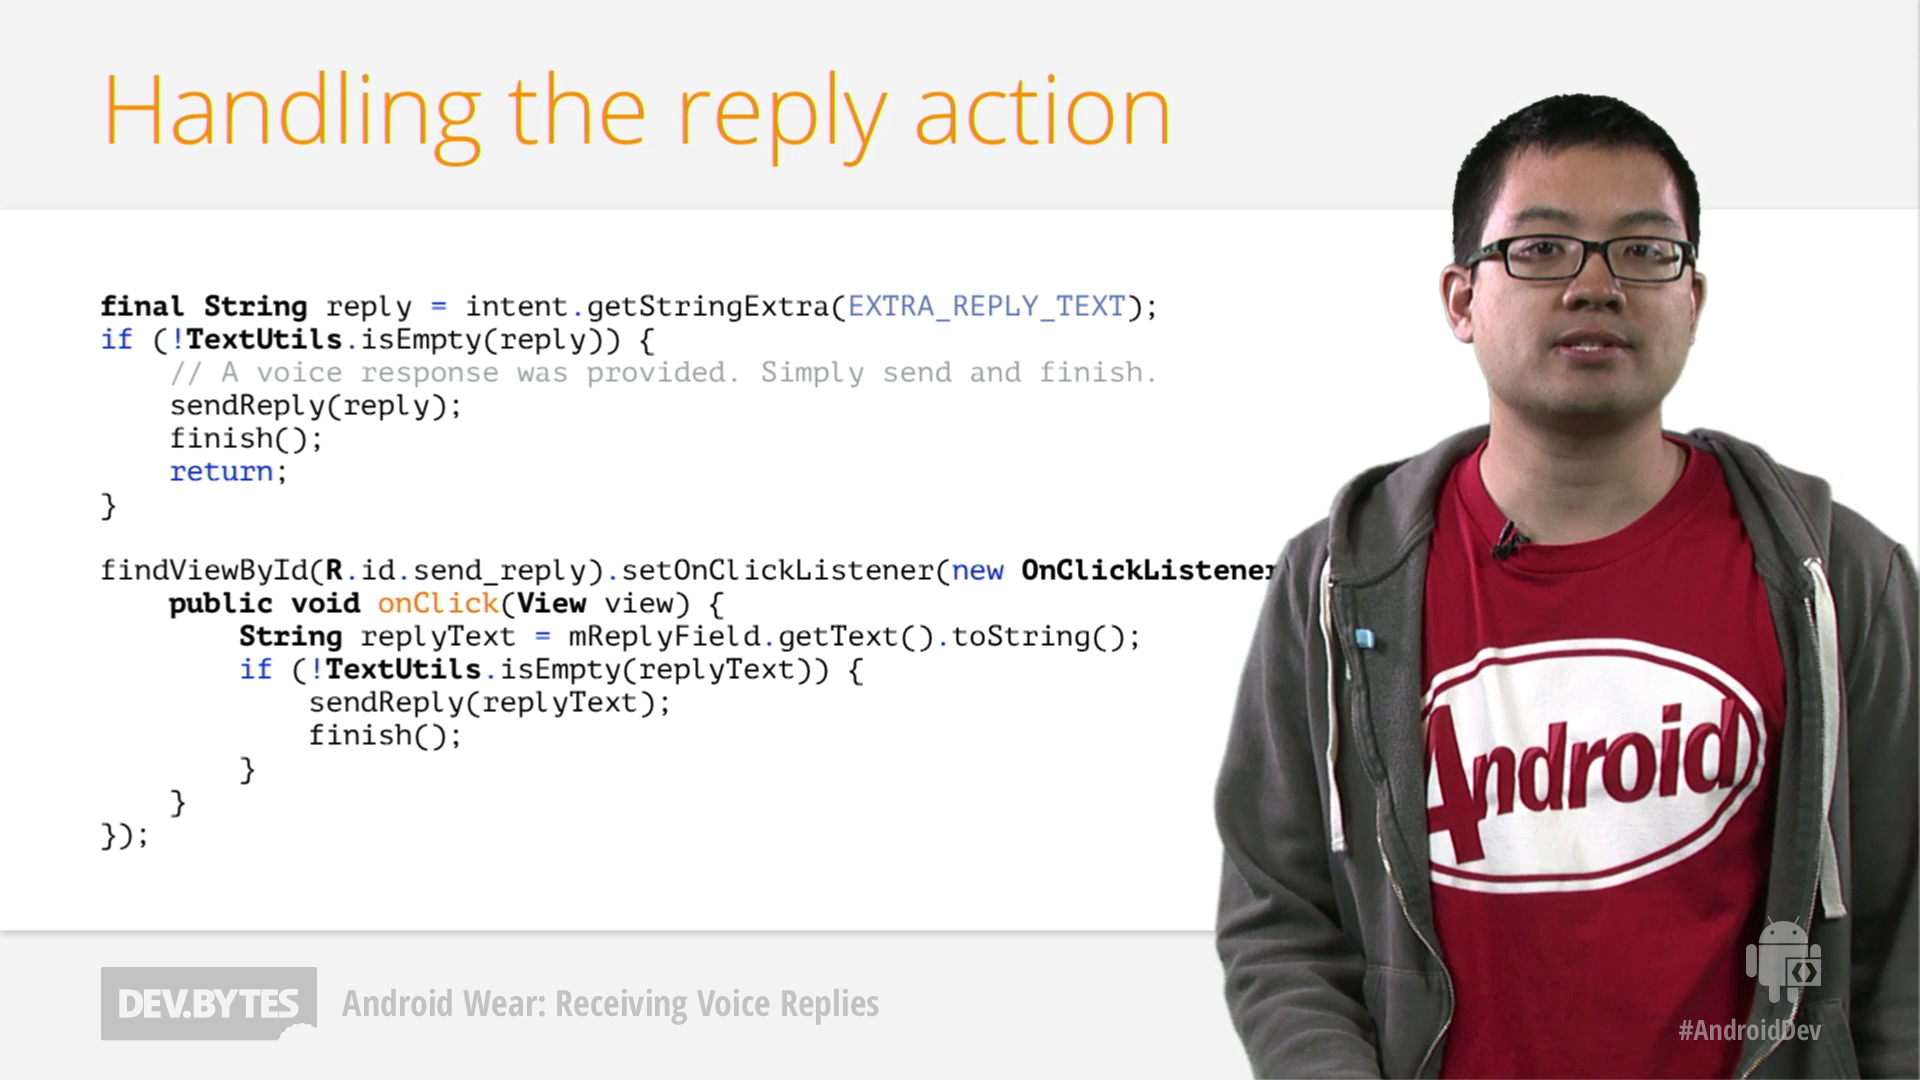 Handling the reply action
final String reply = intent.getStringExtra(EXTRA_REPLY_TEXT);
if (!TextUtils.isEmpty(reply)) {
    // A voice response was provided. Simply send and finish.
    sendReply(reply);
    finish();
    return;
}
findViewById(R.id.send_reply).setOnClickListener(new OnClickListener
    public void onClick(View view) {
        String replyText = mReplyField.getText().toString();
        if (!TextUtils.isEmpty(replyText)) {
            sendReply(replyText);
            finish();
        }
    }
});
Android
DEV.BYTES Android Wear: Receiving Voice Replies
#AndroidDev